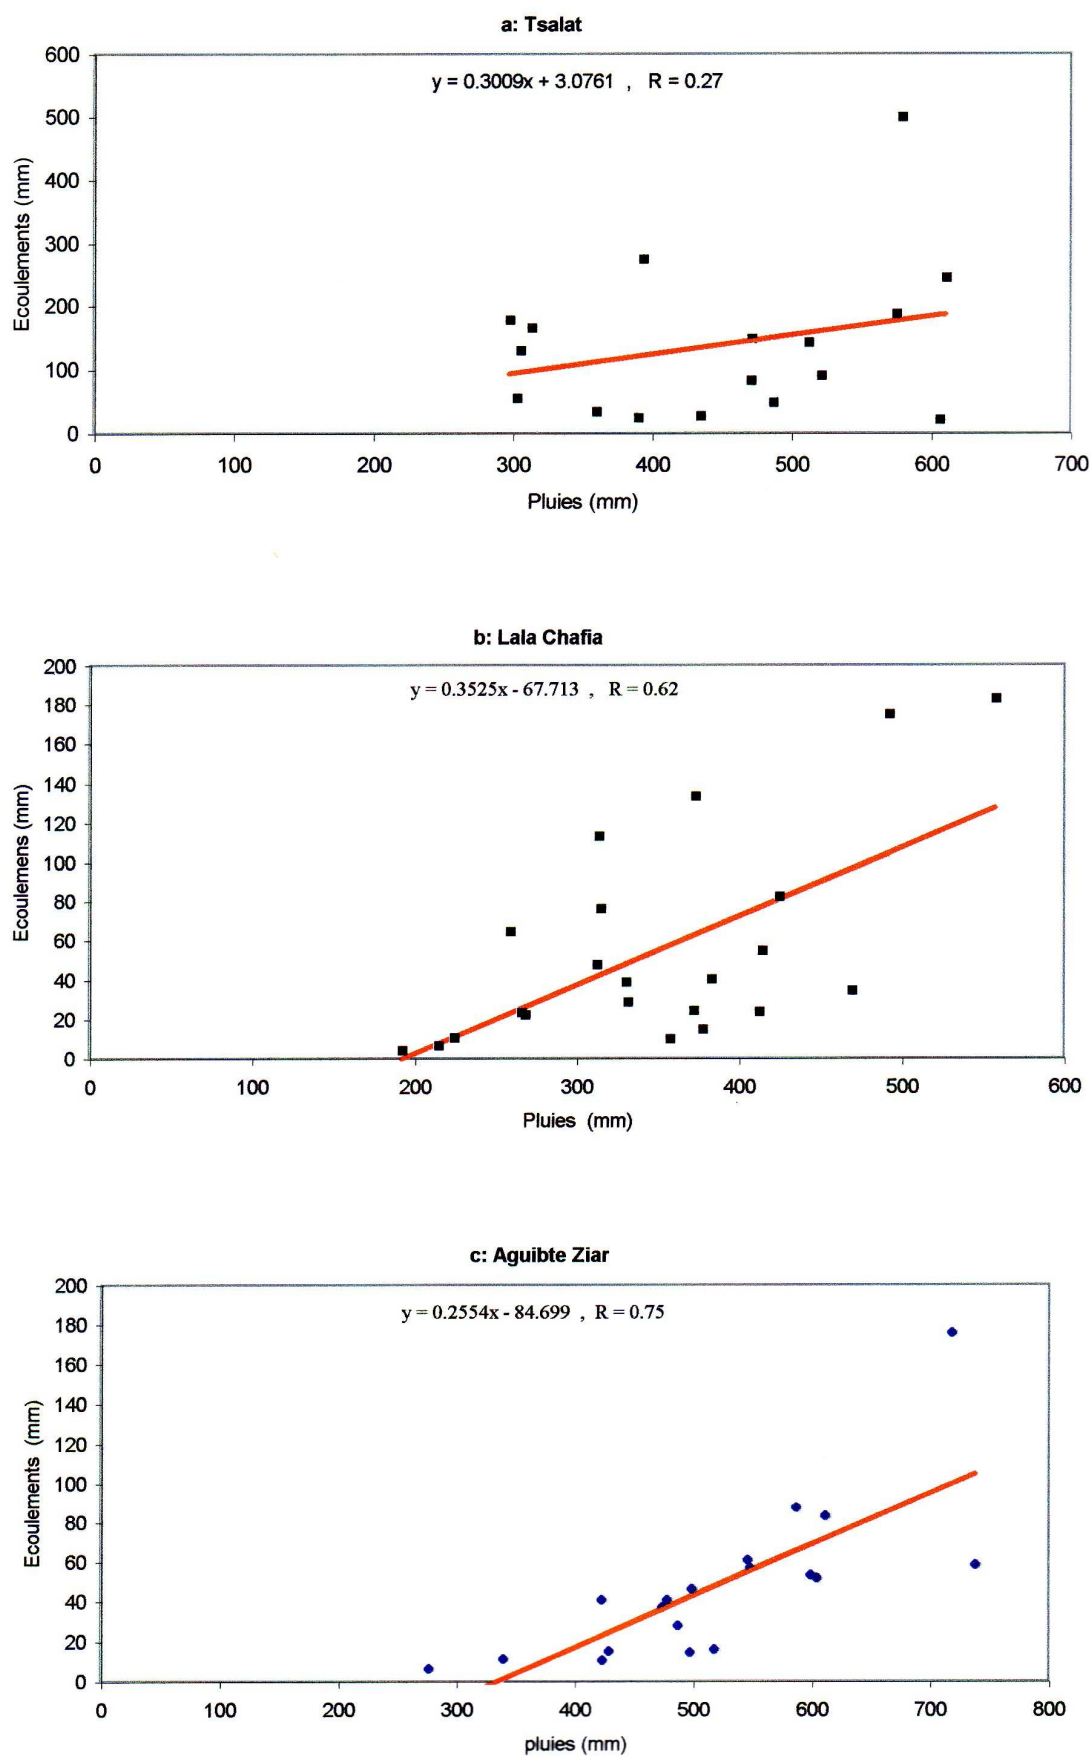 a: Tsalat
y = 0.3009x + 3.0761 , R = 0.27
600
500
400
300
200
100
0
Ecoulements (mm)
0 100 200 300 400 500 600 700
Pluies (mm)
b: Lala Chafia
y = 0.3525x - 67.713 , R = 0.62
200
180
160
140
120
100
80
60
40
20
0
Ecoulemens (mm)
0 100 200 300 400 500 600
Pluies (mm)
c: Aguibte Ziar
y = 0.2554x - 84.699 , R = 0.75
200
180
160
140
120
100
80
60
40
20
0
Ecoulements (mm)
0 100 200 300 400 500 600 700 800
pluies (mm)